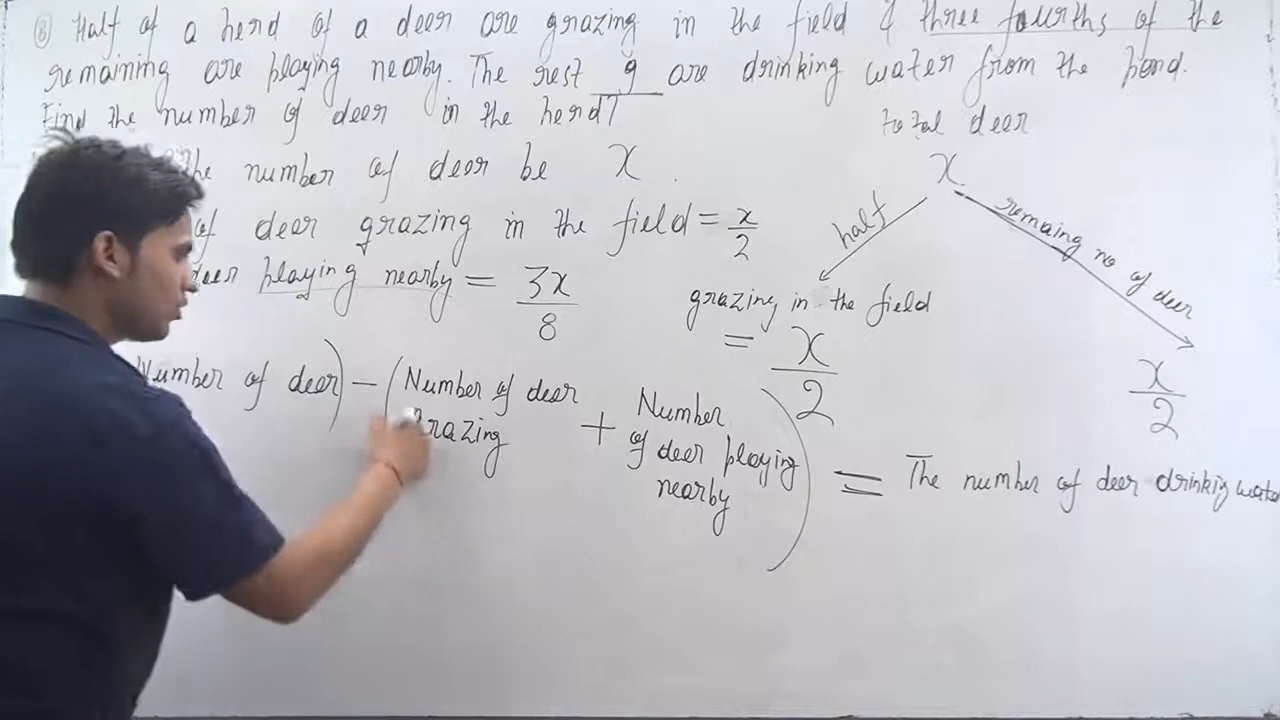 ⑧ Half of a herd of a deer are grazing in the field & three fourths of the
remaining are playing nearby. The rest 9 are drinking water from the pond.
Find the number of deer in the herd?
the number of deer be x.
of deer grazing in the field = x/2
deer playing nearby = 3x/8
Number of deer) - (Number of deer grazing + Number of deer playing nearby) = The number of deer drinkig wate
total deer
x
half
remaing no of deer
grazing in the field
= x/2
x/2